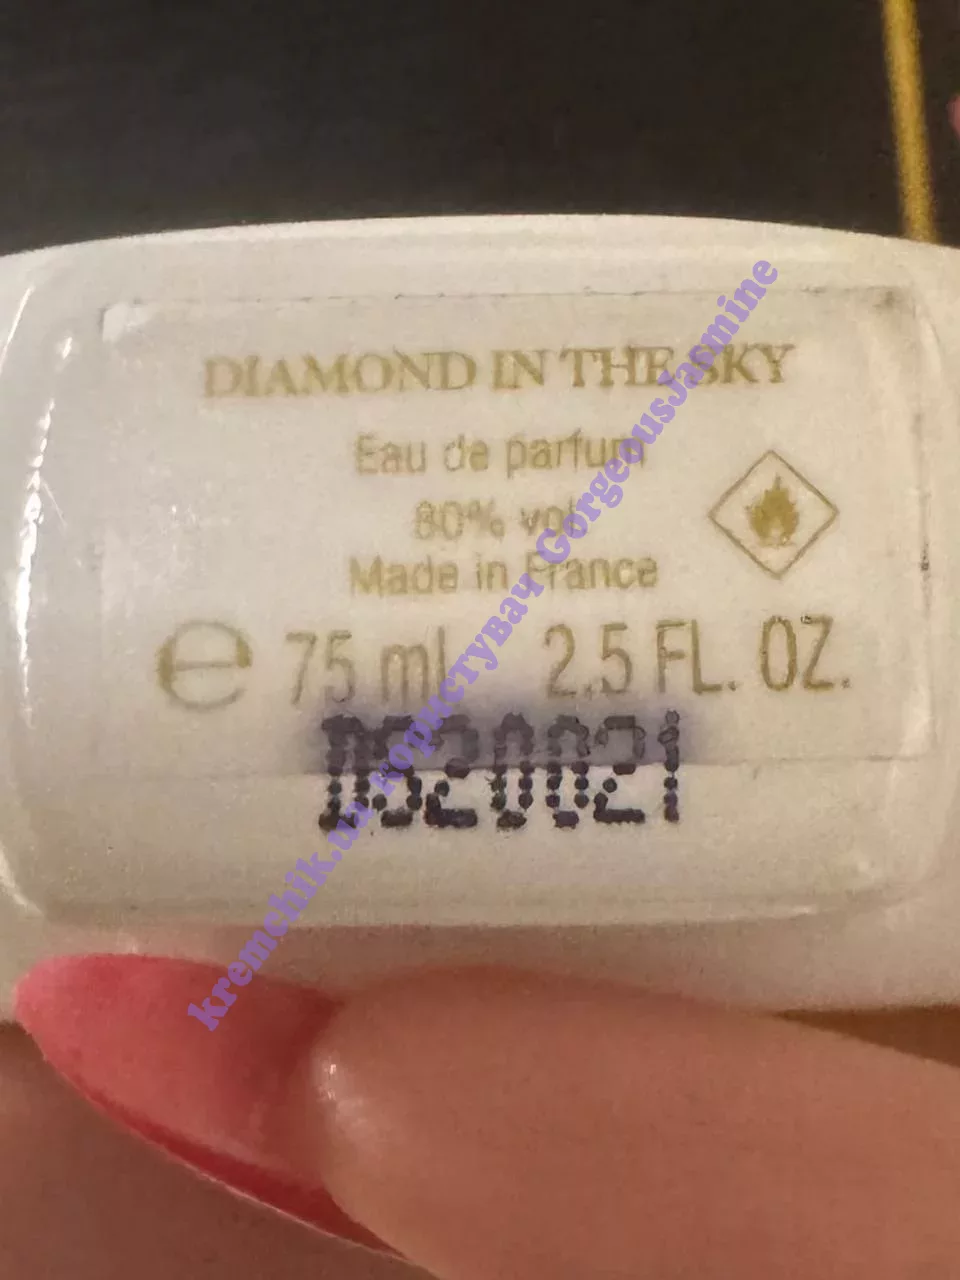 DIAMOND IN THE SKY
Eau de parfum
80% vol
Made in France
℮ 75 ml 2.5 FL. OZ.
DS20021
kremchik.ua користувач GorgeousJasmine